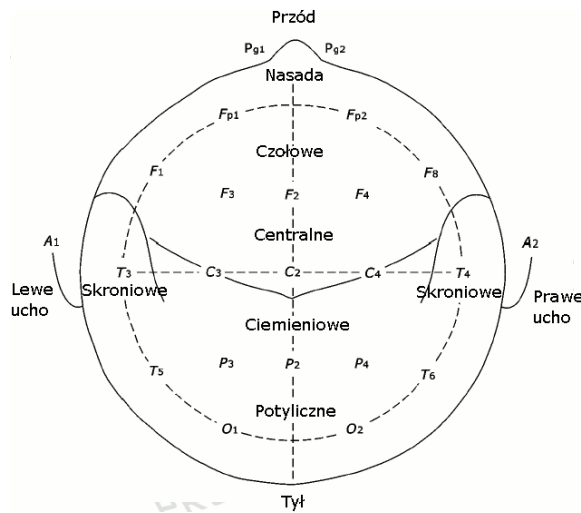 Przód
Pg1 Pg2
Nasada
Fp1 Fp2
Czołowe
F1 F8
F3 F2 F4
Centralne
A1 A2
T3 C3 C2 C4 T4
Lewe ucho
Skroniowe Skroniowe
Prawe ucho
Ciemieniowe
T5 P3 P2 P4 T6
Potyliczne
O1 O2
Tył